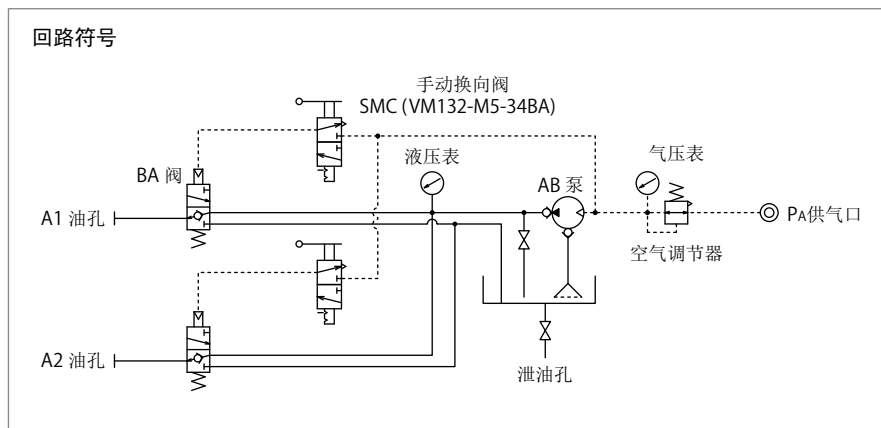 回路符号
手动换向阀
SMC (VM132-M5-34BA)
液压表
气压表
BA 阀
AB 泵
A1 油孔
PA供气口
空气调节器
A2 油孔
泄油孔